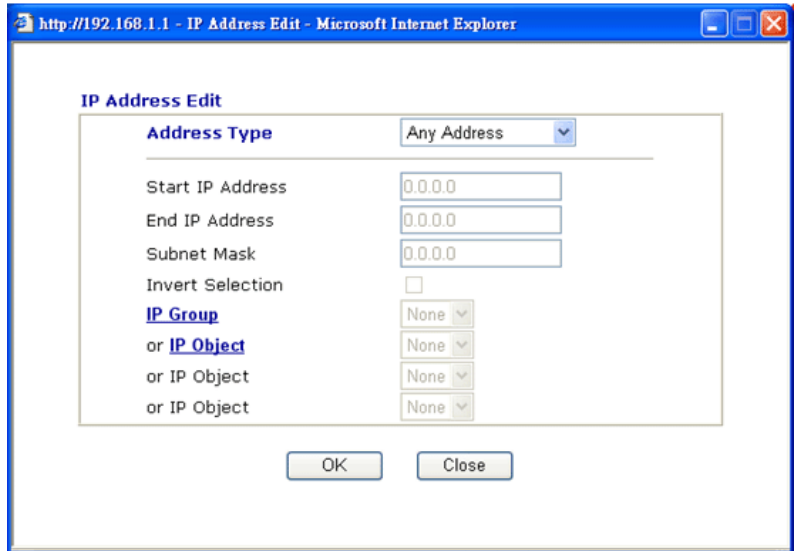 http://192.168.1.1 - IP Address Edit - Microsoft Internet Explorer
IP Address Edit
Address Type Any Address
Start IP Address 0.0.0.0
End IP Address 0.0.0.0
Subnet Mask 0.0.0.0
Invert Selection
IP Group None
or IP Object None
or IP Object None
or IP Object None
OK Close